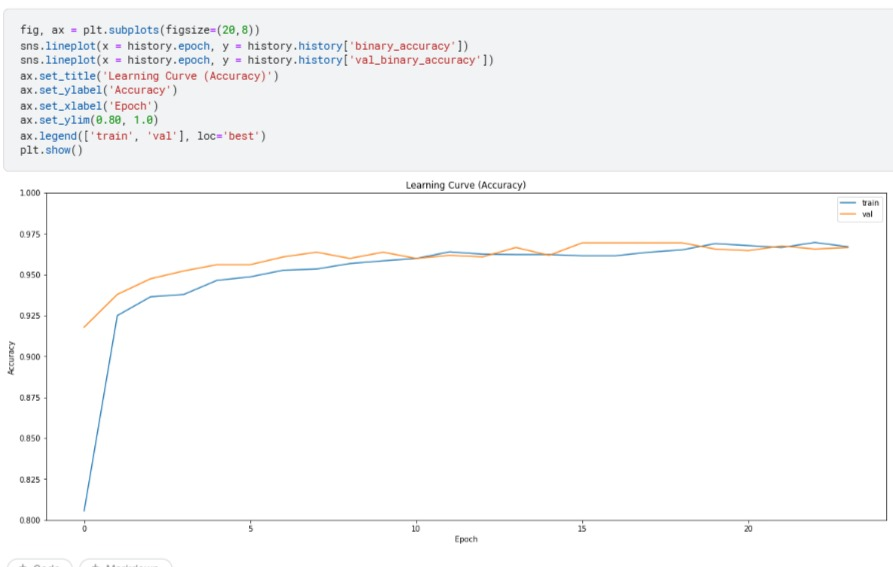 fig, ax = plt.subplots(figsize=(20,8))
sns.lineplot(x = history.epoch, y = history.history['binary_accuracy'])
sns.lineplot(x = history.epoch, y = history.history['val_binary_accuracy'])
ax.set_title('Learning Curve (Accuracy)')
ax.set_ylabel('Accuracy')
ax.set_xlabel('Epoch')
ax.set_ylim(0.80, 1.0)
ax.legend(['train', 'val'], loc='best')
plt.show()
Learning Curve (Accuracy)
1.000
train
val
0.975
0.950
0.925
0.900
Accuracy
0.875
0.850
0.825
0.800
0 5 10 15 20
Epoch
+ Code + Markdown